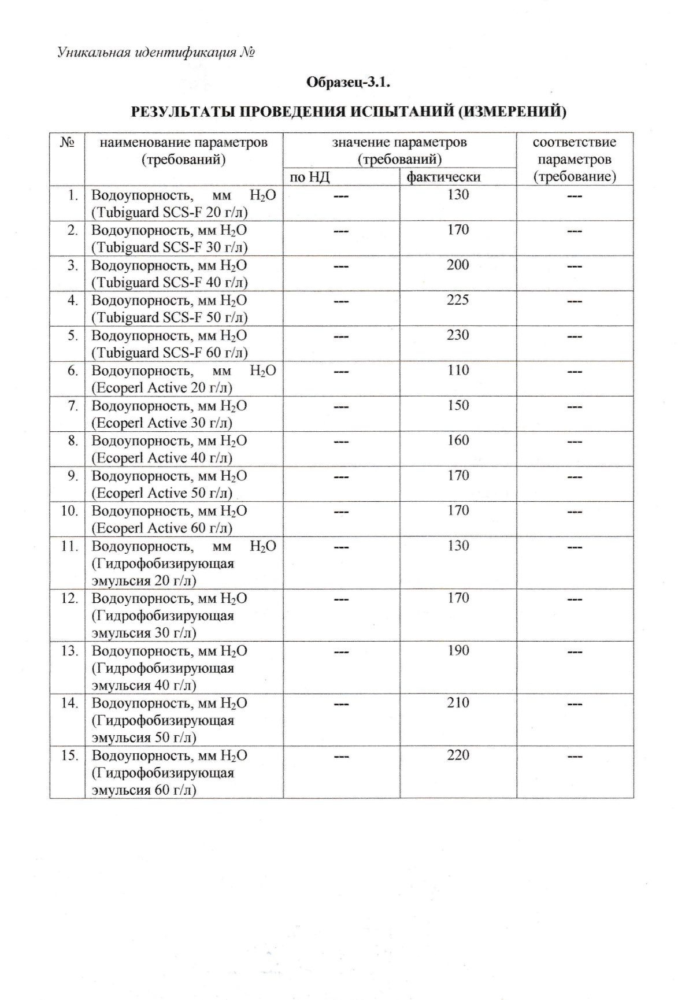 Уникальная идентификация №
Образец-3.1.
РЕЗУЛЬТАТЫ ПРОВЕДЕНИЯ ИСПЫТАНИЙ (ИЗМЕРЕНИЙ)
№ наименование параметров значение параметров соответствие
(требований) (требований) параметров
по НД фактически (требование)
1. Водоупорность, мм H₂O --- 130 ---
(Tubiguard SCS-F 20 г/л)
2. Водоупорность, мм H₂O --- 170 ---
(Tubiguard SCS-F 30 г/л)
3. Водоупорность, мм H₂O --- 200 ---
(Tubiguard SCS-F 40 г/л)
4. Водоупорность, мм H₂O --- 225 ---
(Tubiguard SCS-F 50 г/л)
5. Водоупорность, мм H₂O --- 230 ---
(Tubiguard SCS-F 60 г/л)
6. Водоупорность, мм H₂O --- 110 ---
(Ecoperl Active 20 г/л)
7. Водоупорность, мм H₂O --- 150 ---
(Ecoperl Active 30 г/л)
8. Водоупорность, мм H₂O --- 160 ---
(Ecoperl Active 40 г/л)
9. Водоупорность, мм H₂O --- 170 ---
(Ecoperl Active 50 г/л)
10. Водоупорность, мм H₂O --- 170 ---
(Ecoperl Active 60 г/л)
11. Водоупорность, мм H₂O --- 130 ---
(Гидрофобизирующая
эмульсия 20 г/л)
12. Водоупорность, мм H₂O --- 170 ---
(Гидрофобизирующая
эмульсия 30 г/л)
13. Водоупорность, мм H₂O --- 190 ---
(Гидрофобизирующая
эмульсия 40 г/л)
14. Водоупорность, мм H₂O --- 210 ---
(Гидрофобизирующая
эмульсия 50 г/л)
15. Водоупорность, мм H₂O --- 220 ---
(Гидрофобизирующая
эмульсия 60 г/л)